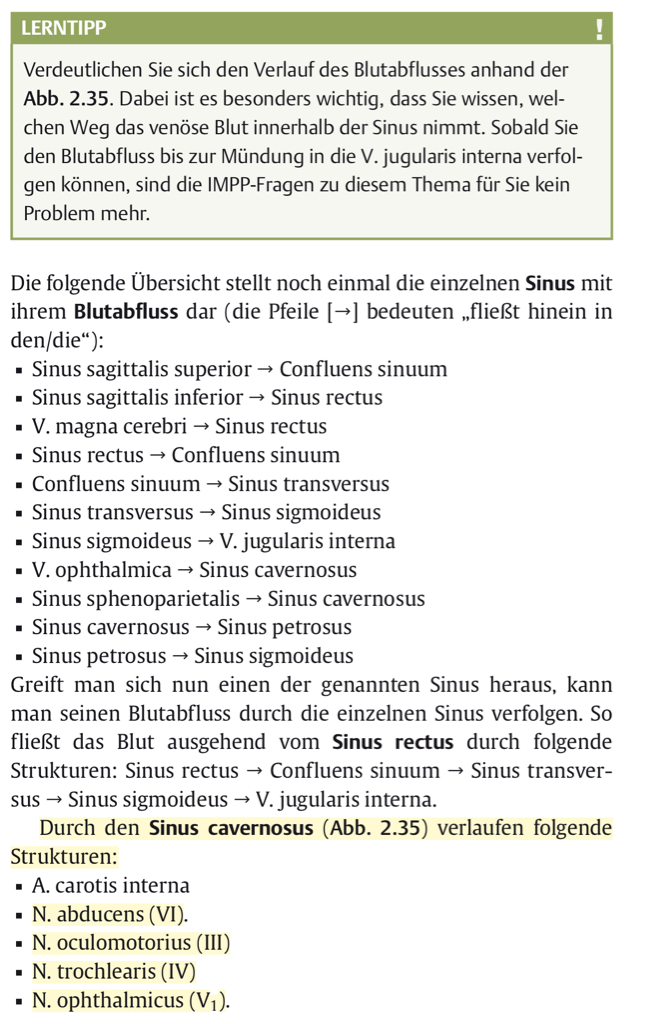 LERNTIPP !
Verdeutlichen Sie sich den Verlauf des Blutabflusses anhand der
Abb. 2.35. Dabei ist es besonders wichtig, dass Sie wissen, wel-
chen Weg das venöse Blut innerhalb der Sinus nimmt. Sobald Sie
den Blutabfluss bis zur Mündung in die V. jugularis interna verfol-
gen können, sind die IMPP-Fragen zu diesem Thema für Sie kein
Problem mehr.
Die folgende Übersicht stellt noch einmal die einzelnen Sinus mit
ihrem Blutabfluss dar (die Pfeile [→] bedeuten „fließt hinein in
den/die“):
▪ Sinus sagittalis superior → Confluens sinuum
▪ Sinus sagittalis inferior → Sinus rectus
▪ V. magna cerebri → Sinus rectus
▪ Sinus rectus → Confluens sinuum
▪ Confluens sinuum → Sinus transversus
▪ Sinus transversus → Sinus sigmoideus
▪ Sinus sigmoideus → V. jugularis interna
▪ V. ophthalmica → Sinus cavernosus
▪ Sinus sphenoparietalis → Sinus cavernosus
▪ Sinus cavernosus → Sinus petrosus
▪ Sinus petrosus → Sinus sigmoideus
Greift man sich nun einen der genannten Sinus heraus, kann
man seinen Blutabfluss durch die einzelnen Sinus verfolgen. So
fließt das Blut ausgehend vom Sinus rectus durch folgende
Strukturen: Sinus rectus → Confluens sinuum → Sinus transver-
sus → Sinus sigmoideus → V. jugularis interna.
Durch den Sinus cavernosus (Abb. 2.35) verlaufen folgende
Strukturen:
▪ A. carotis interna
▪ N. abducens (VI).
▪ N. oculomotorius (III)
▪ N. trochlearis (IV)
▪ N. ophthalmicus (V₁).